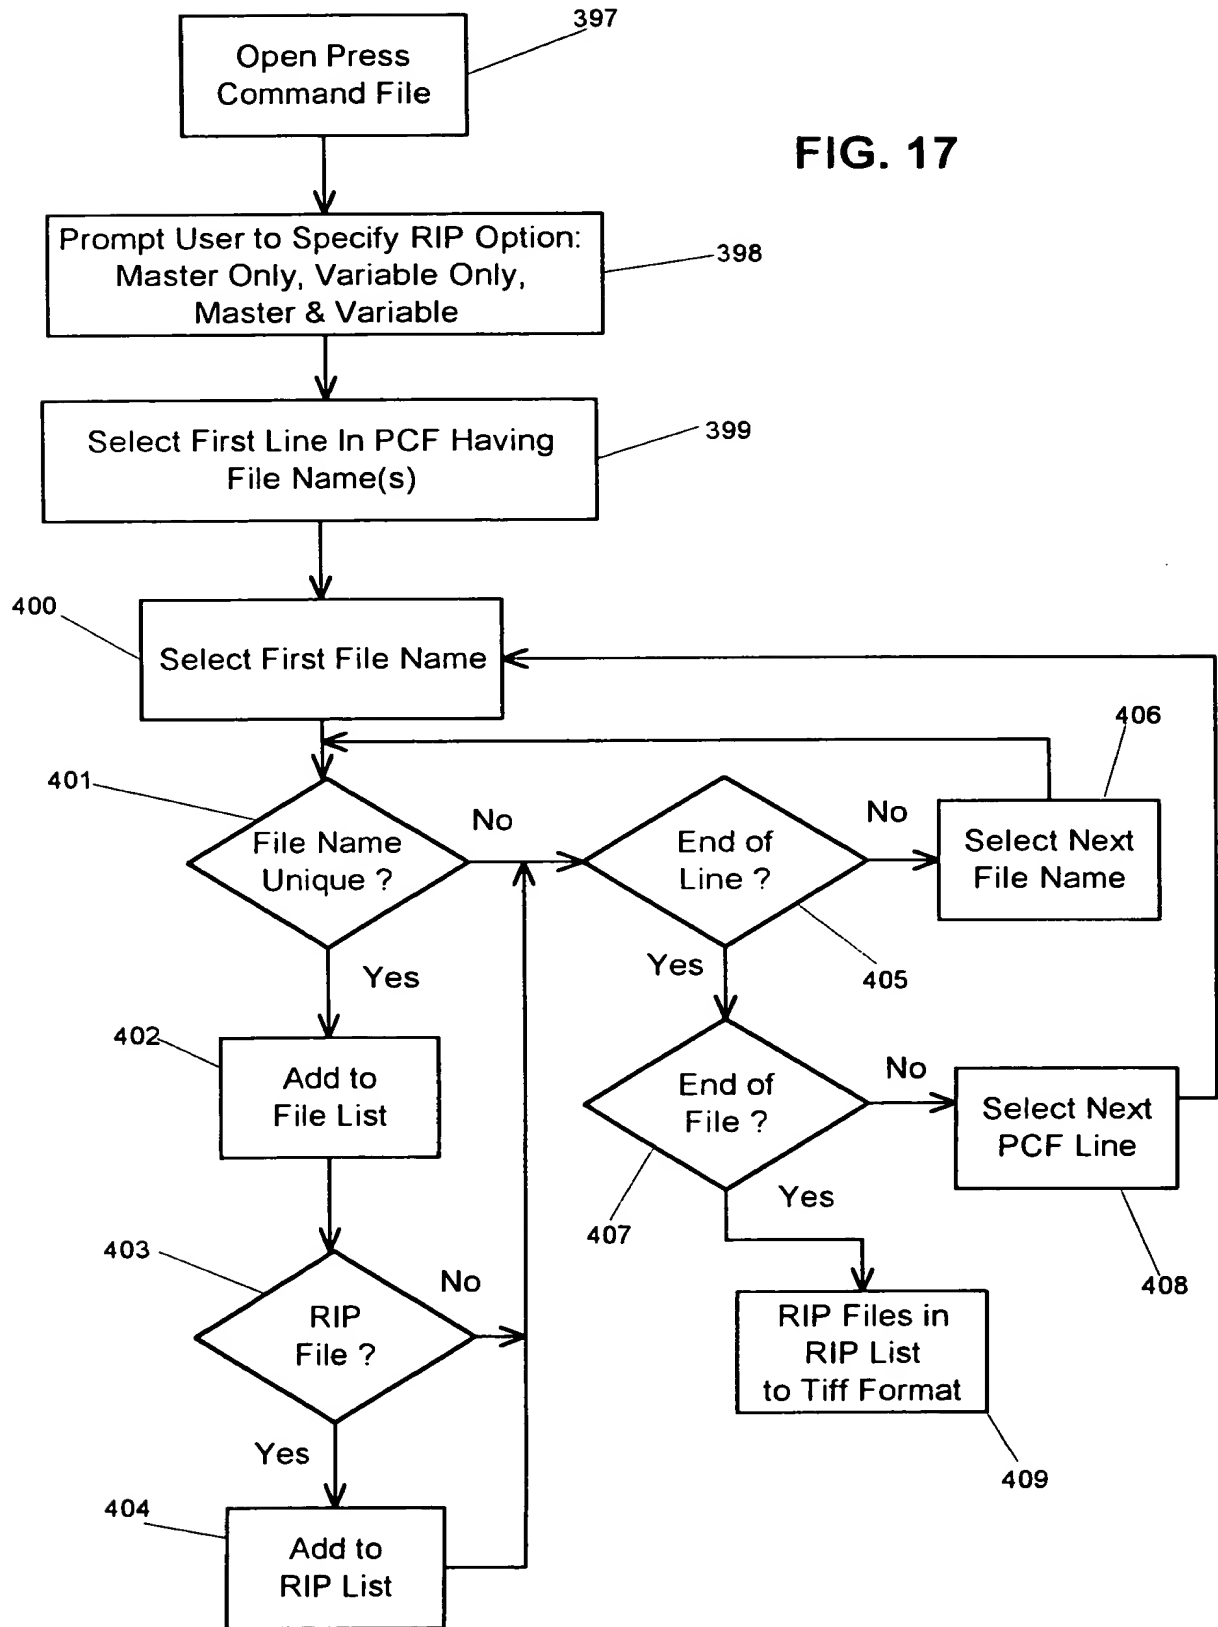 397
Open Press
Command File
FIG. 17
Prompt User to Specify RIP Option:
Master Only, Variable Only,
Master & Variable
398
Select First Line In PCF Having
File Name(s)
399
400
Select First File Name
406
401
File Name
Unique ?
No
End of
Line ?
No
Select Next
File Name
Yes
Yes
405
402
Add to
File List
End of
File ?
No
Select Next
PCF Line
403
RIP
File ?
No
407
Yes
408
RIP Files in
RIP List
to Tiff Format
Yes
409
404
Add to
RIP List